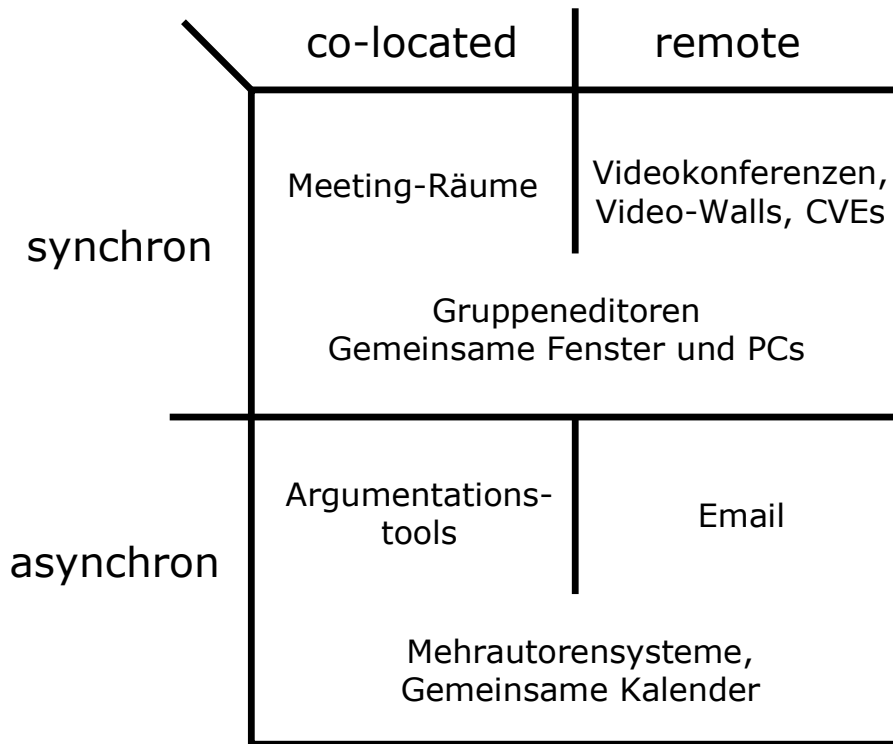 co-located
remote
synchron
Meeting-Räume
Videokonferenzen,
Video-Walls, CVEs
Gruppeneditoren
Gemeinsame Fenster und PCs
asynchron
Argumentations-
tools
Email
Mehrautorensysteme,
Gemeinsame Kalender